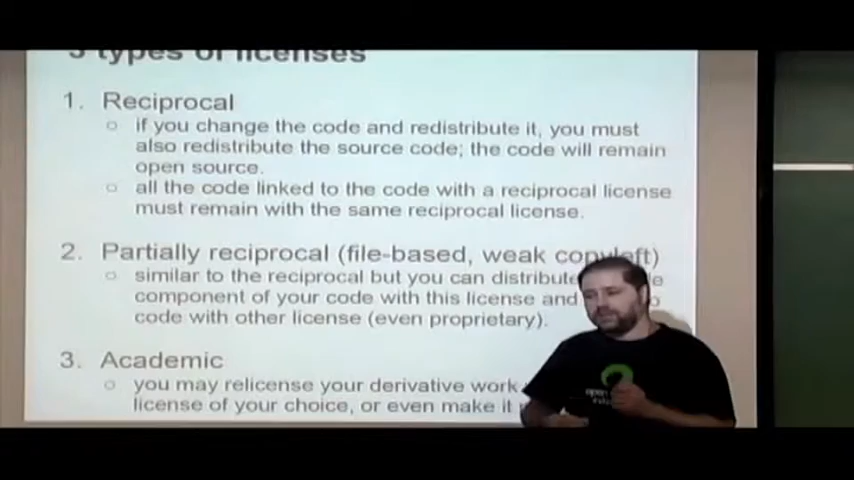 3 types of licenses
1. Reciprocal
○ if you change the code and redistribute it, you must
also redistribute the source code; the code will remain
open source.
○ all the code linked to the code with a reciprocal license
must remain with the same reciprocal license.
2. Partially reciprocal (file-based, weak copyleft)
○ similar to the reciprocal but you can distribute
component of your code with this license and
code with other license (even proprietary).
3. Academic
○ you may relicense your derivative work
license of your choice, or even make it
open